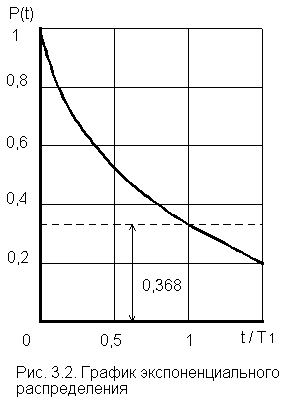 P(t)
1
0,8
0,6
0,4
0,2
0,368
0 0,5 1 t/T1
Рис. 3.2. График экспоненциального
распределения